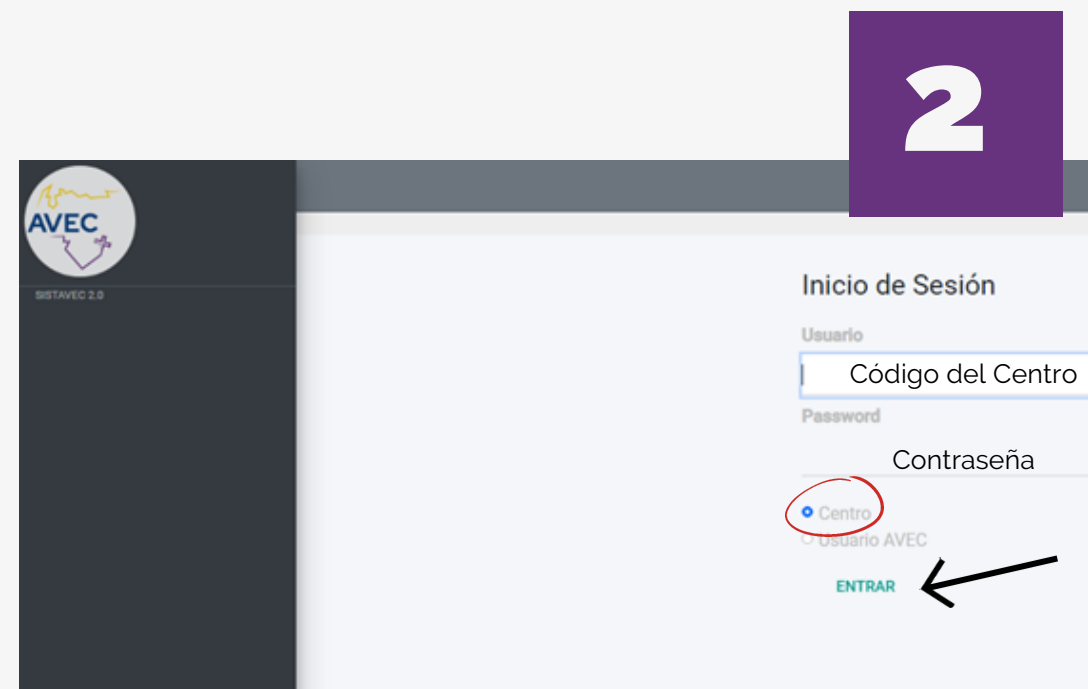 2
AVEC
SISTAVEC 2.0
Inicio de Sesión
Usuario
Código del Centro
Password
Contraseña
Centro
Usuario AVEC
ENTRAR